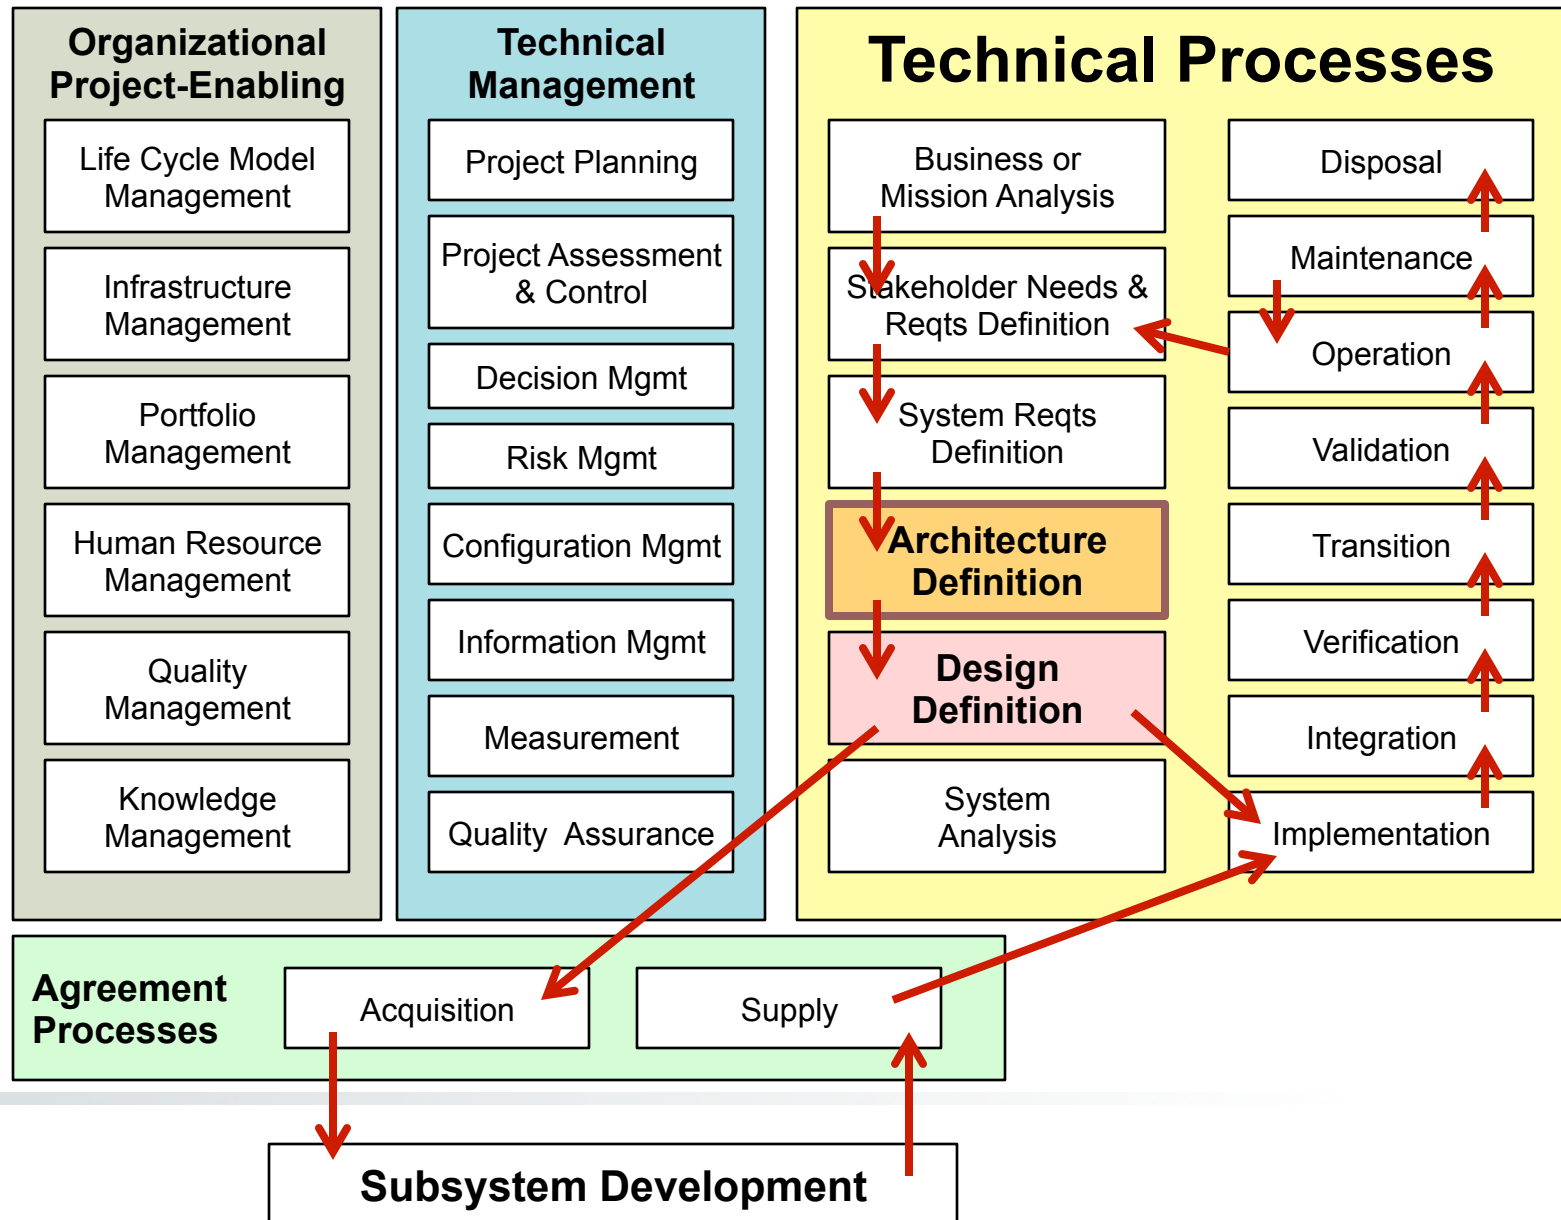 Organizational
Project-Enabling
Life Cycle Model
Management
Infrastructure
Management
Portfolio
Management
Human Resource
Management
Quality
Management
Knowledge
Management
Technical
Management
Project Planning
Project Assessment
& Control
Decision Mgmt
Risk Mgmt
Configuration Mgmt
Information Mgmt
Measurement
Quality Assurance
Technical Processes
Business or
Mission Analysis
Stakeholder Needs &
Reqts Definition
System Reqts
Definition
Architecture
Definition
Design
Definition
System
Analysis
Disposal
Maintenance
Operation
Validation
Transition
Verification
Integration
Implementation
Agreement
Processes
Acquisition
Supply
Subsystem Development